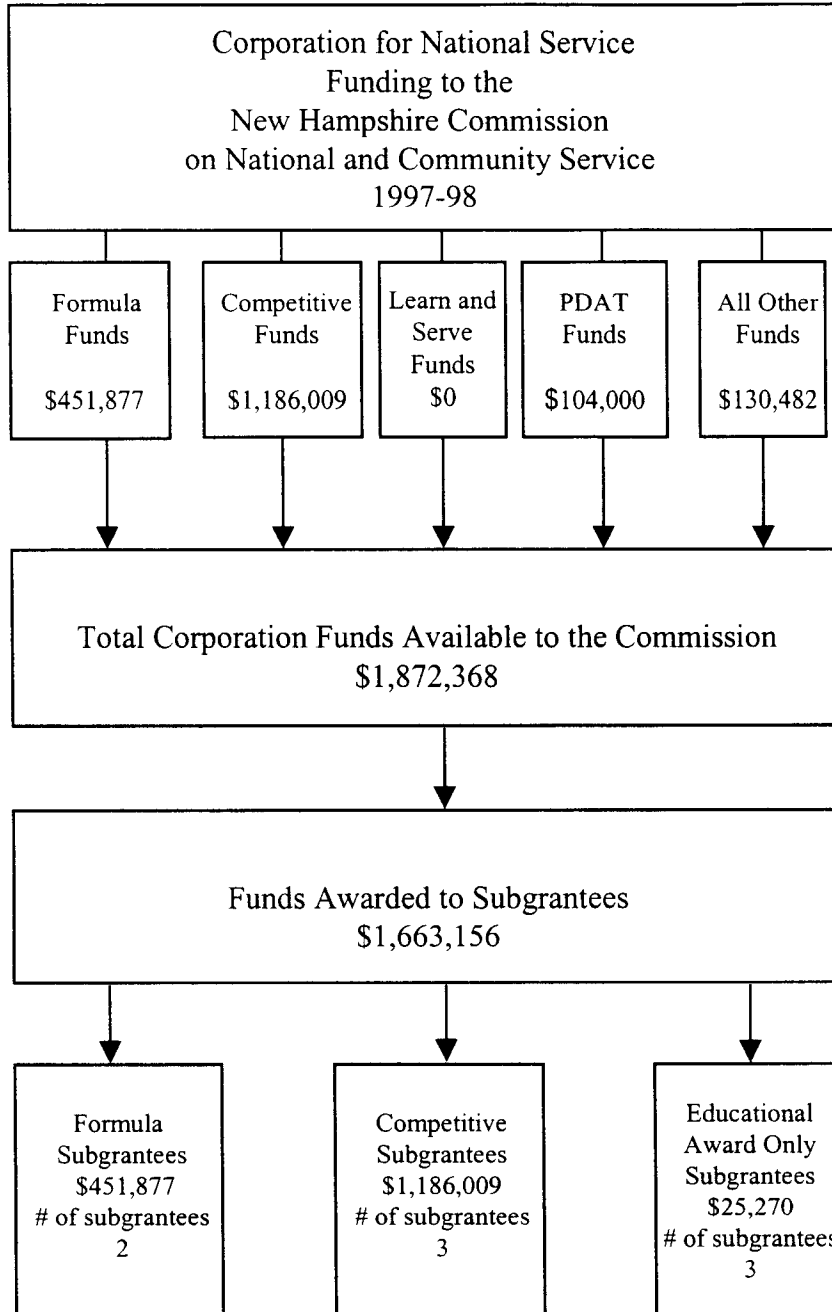 Corporation for National Service
Funding to the
New Hampshire Commission
on National and Community Service
1997-98
Formula
Funds
$451,877
Competitive
Funds
$1,186,009
Learn and
Serve
Funds
$0
PDAT
Funds
$104,000
All Other
Funds
$130,482
Total Corporation Funds Available to the Commission
$1,872,368
Funds Awarded to Subgrantees
$1,663,156
Formula
Subgrantees
$451,877
# of subgrantees
2
Competitive
Subgrantees
$1,186,009
# of subgrantees
3
Educational
Award Only
Subgrantees
$25,270
# of subgrantees
3